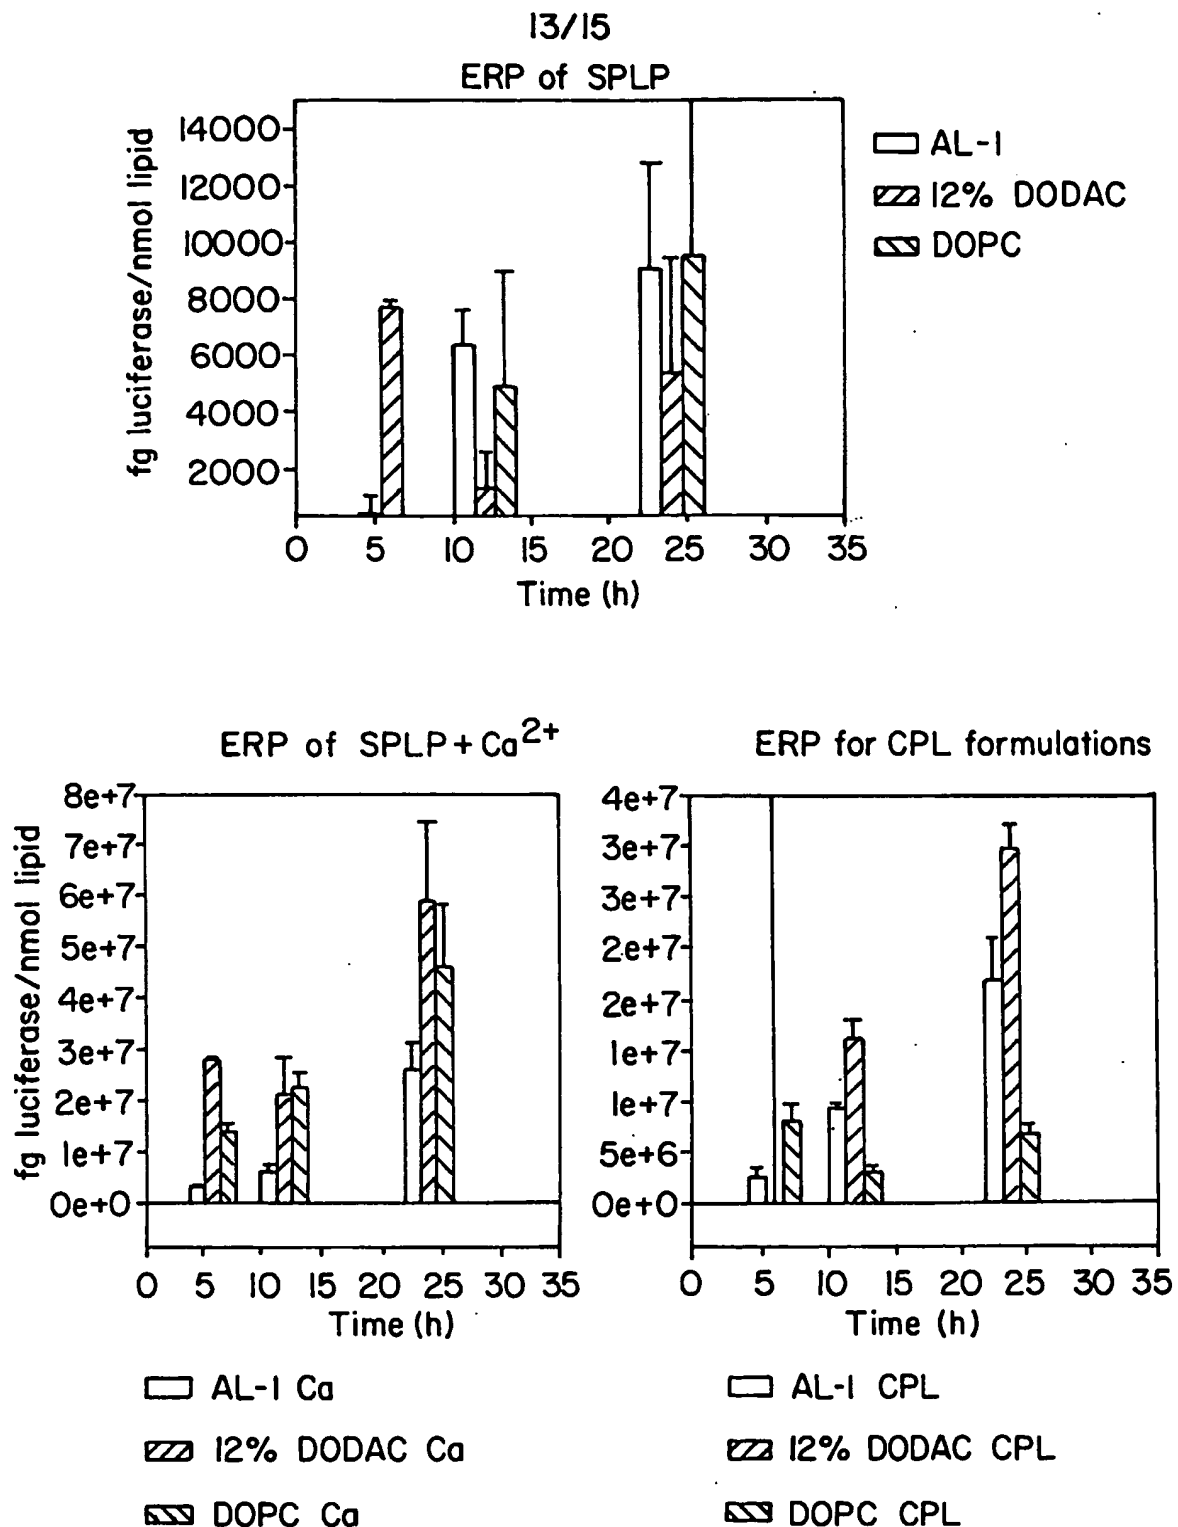 13/15
ERP of SPLP
fg luciferase/nmol lipid
14000
12000
10000
8000
6000
4000
2000
0 5 10 15 20 25 30 35
Time (h)
AL-1
12% DODAC
DOPC
ERP of SPLP + Ca2+
fg luciferase/nmol lipid
8e+7
7e+7
6e+7
5e+7
4e+7
3e+7
2e+7
1e+7
0e+0
0 5 10 15 20 25 30 35
Time (h)
AL-1 Ca
12% DODAC Ca
DOPC Ca
ERP for CPL formulations
4e+7
3e+7
3e+7
2e+7
2e+7
1e+7
1e+7
5e+6
0e+0
0 5 10 15 20 25 30 35
Time (h)
AL-1 CPL
12% DODAC CPL
DOPC CPL